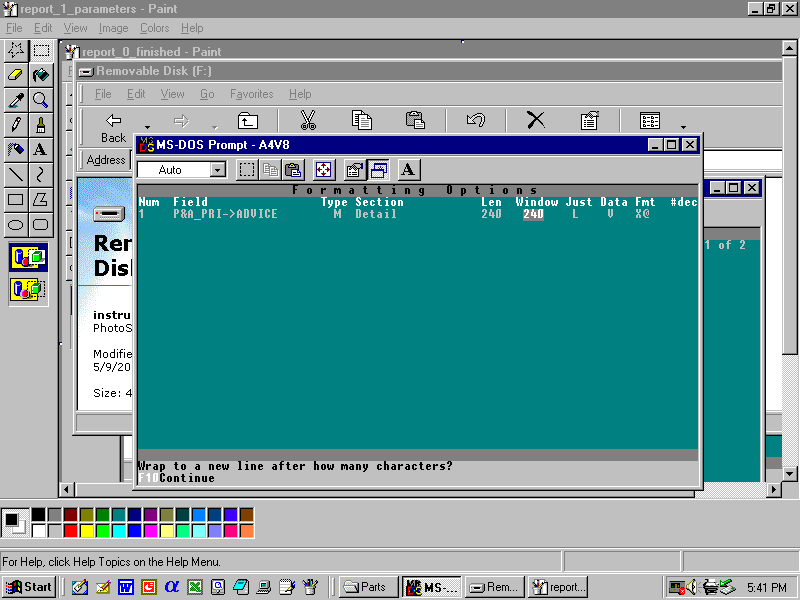 report_1_parameters - Paint
File Edit View Image Colors Help
report_0_finished - Paint
Removable Disk (F:)
File Edit View Go Favorites Help
Back
Address
MS-DOS Prompt - A4V8
Auto
A
Formatting Options
Num Field Type Section Len Window Just Data Fmt #dec
1 P&A_PRI->ADVICE M Detail 240 240 L V X@
1 of 2
Rem
Disk
instru
PhotoS
Modifie
5/9/20
Size: 4
Wrap to a new line after how many characters?
F10Continue
For Help, click Help Topics on the Help Menu.
Start Parts MS-... Rem... report... 5:41 PM